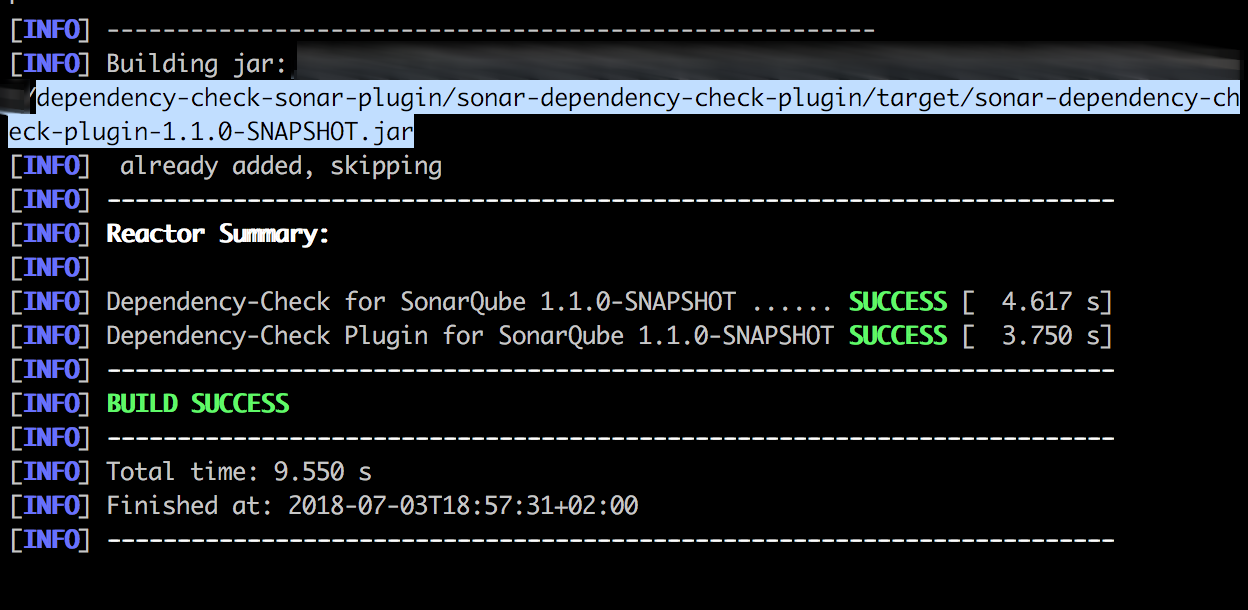 [INFO] -------------------------------------------------------
[INFO] Building jar:
/dependency-check-sonar-plugin/sonar-dependency-check-plugin/target/sonar-dependency-ch
eck-plugin-1.1.0-SNAPSHOT.jar
[INFO]  already added, skipping
[INFO] ------------------------------------------------------------------------
[INFO] Reactor Summary:
[INFO]
[INFO] Dependency-Check for SonarQube 1.1.0-SNAPSHOT ...... SUCCESS [  4.617 s]
[INFO] Dependency-Check Plugin for SonarQube 1.1.0-SNAPSHOT SUCCESS [  3.750 s]
[INFO] ------------------------------------------------------------------------
[INFO] BUILD SUCCESS
[INFO] ------------------------------------------------------------------------
[INFO] Total time: 9.550 s
[INFO] Finished at: 2018-07-03T18:57:31+02:00
[INFO] ------------------------------------------------------------------------